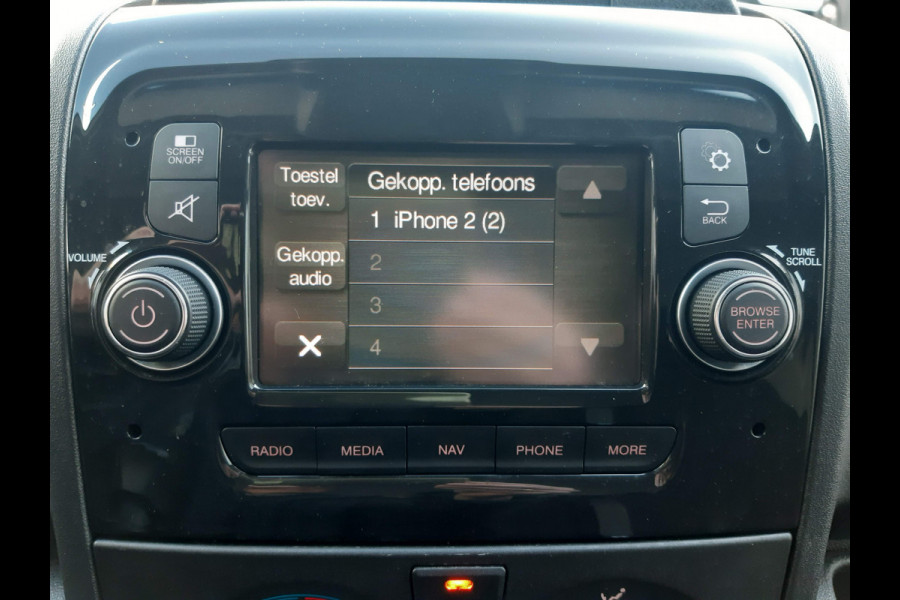 SCREEN
ON/OFF
BACK
VOLUME
TUNE
SCROLL
BROWSE
ENTER
Toestel
toev.
Gekopp. telefoons
1 iPhone 2 (2)
Gekopp.
audio
2
3
4
RADIO
MEDIA
NAV
PHONE
MORE